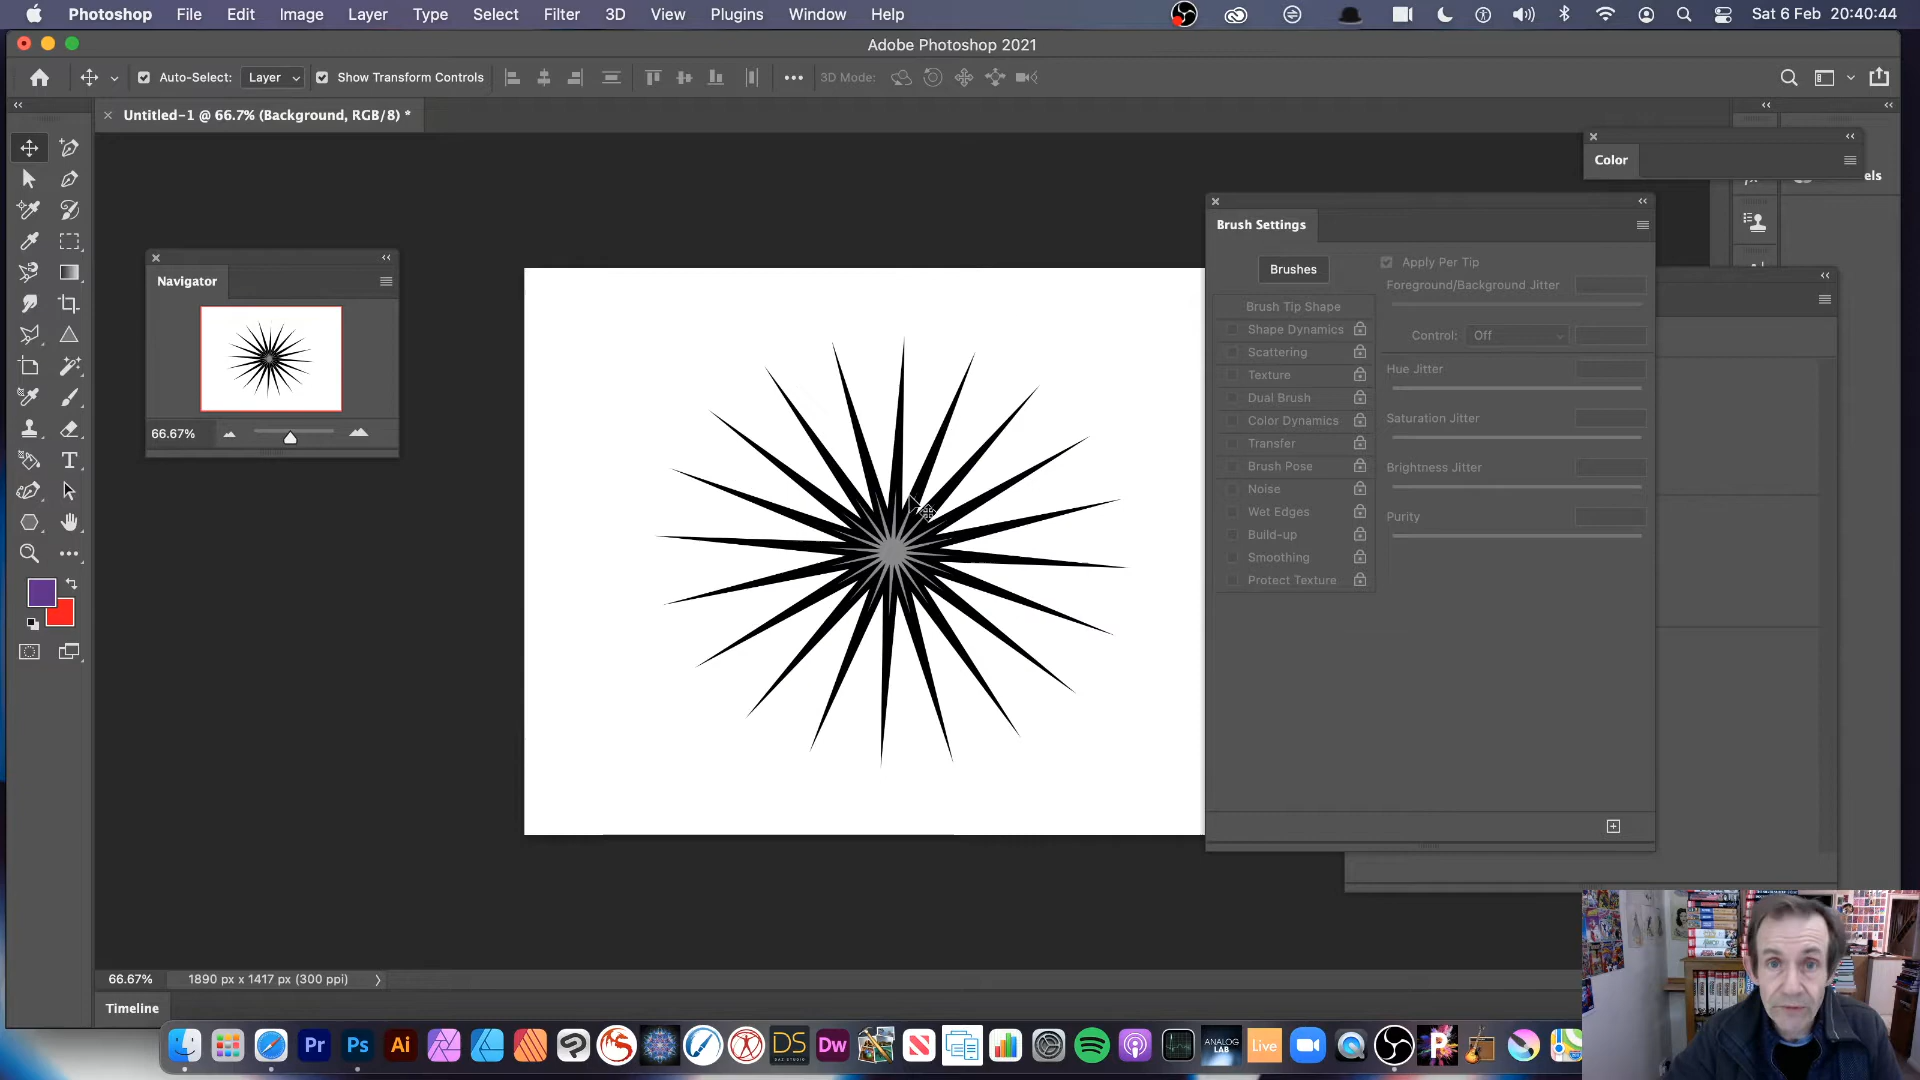 Photoshop File Edit Image Layer Type Select Filter 3D View Plugins Window Help Sat 6 Feb 20:40:44
Adobe Photoshop 2021
Auto-Select: Layer Show Transform Controls 3D Mode:
Untitled-1 @ 66.7% (Background, RGB/8) *
Color
els
Brush Settings
Navigator
Brushes
Apply Per Tip
Foreground/Background Jitter
Brush Tip Shape
Shape Dynamics
Control: Off
Scattering
Texture
Hue Jitter
Dual Brush
Color Dynamics
Saturation Jitter
66.67%
Transfer
Brush Pose
Brightness Jitter
Noise
Wet Edges
Purity
Build-up
Smoothing
Protect Texture
66.67% 1890 px x 1417 px (300 ppi)
Timeline
Pr Ps Ai DS Dw ANALOG LAB Live P